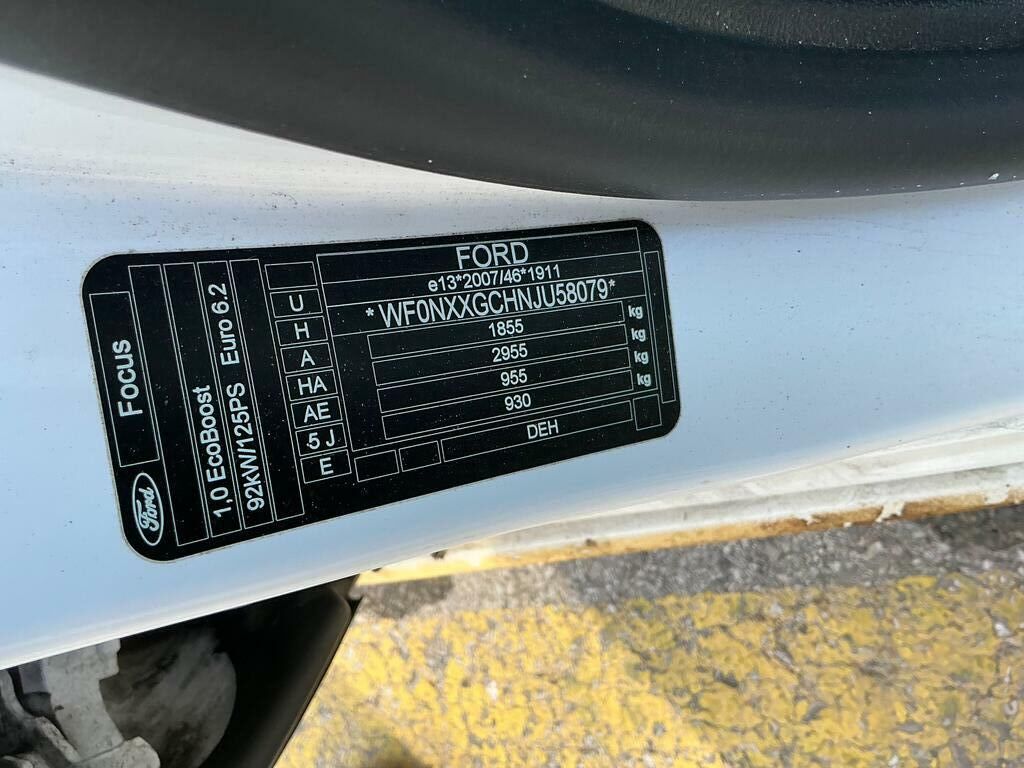 FORD
e13*2007/46*1911
*WF0NXXGCHNJU58079*
1855 kg
2955 kg
955 kg
930 kg
DEH
U
H
A
HA
AE
5 J
E
Focus
1,0 EcoBoost
92kW/125PS Euro 6.2
Ford